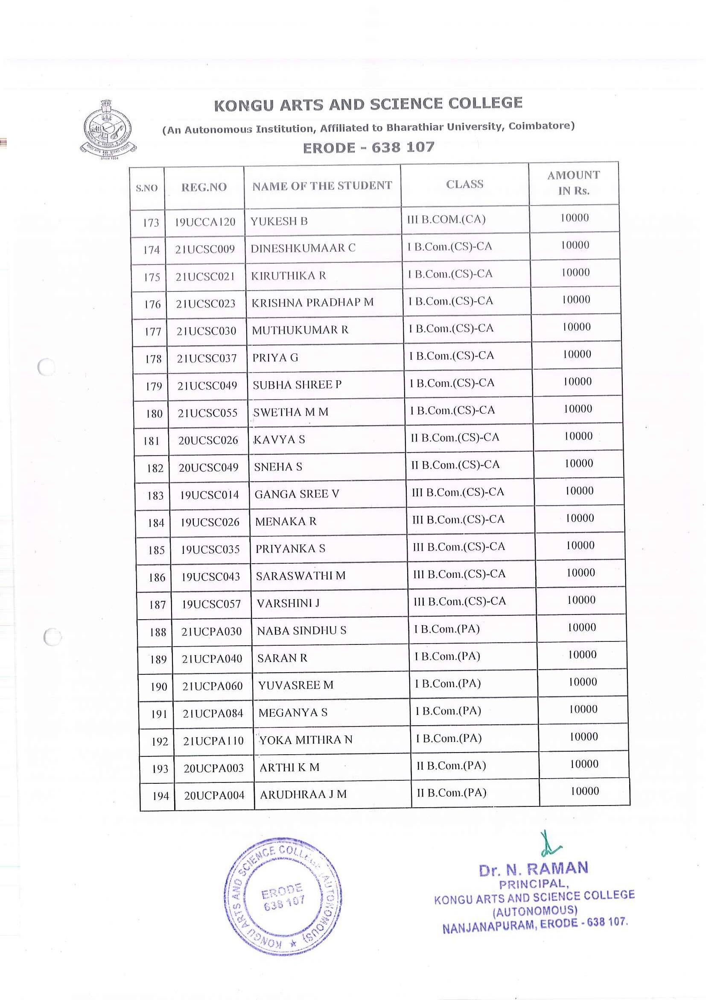 KONGU ARTS AND SCIENCE COLLEGE
(An Autonomous Institution, Affiliated to Bharathiar University, Coimbatore)
ERODE - 638 107
KONGU ARTS AND SCIENCE COLLEGE
ERODE
Since 1994
S.NO REG.NO NAME OF THE STUDENT CLASS AMOUNT IN Rs.
173 19UCCA120 YUKESH B III B.COM.(CA) 10000
174 21UCSC009 DINESHKUMAAR C I B.Com.(CS)-CA 10000
175 21UCSC021 KIRUTHIKA R I B.Com.(CS)-CA 10000
176 21UCSC023 KRISHNA PRADHAP M I B.Com.(CS)-CA 10000
177 21UCSC030 MUTHUKUMAR R I B.Com.(CS)-CA 10000
178 21UCSC037 PRIYA G I B.Com.(CS)-CA 10000
179 21UCSC049 SUBHA SHREE P I B.Com.(CS)-CA 10000
180 21UCSC055 SWETHA M M I B.Com.(CS)-CA 10000
181 20UCSC026 KAVYA S II B.Com.(CS)-CA 10000
182 20UCSC049 SNEHA S II B.Com.(CS)-CA 10000
183 19UCSC014 GANGA SREE V III B.Com.(CS)-CA 10000
184 19UCSC026 MENAKA R III B.Com.(CS)-CA 10000
185 19UCSC035 PRIYANKA S III B.Com.(CS)-CA 10000
186 19UCSC043 SARASWATHI M III B.Com.(CS)-CA 10000
187 19UCSC057 VARSHINI J III B.Com.(CS)-CA 10000
188 21UCPA030 NABA SINDHU S I B.Com.(PA) 10000
189 21UCPA040 SARAN R I B.Com.(PA) 10000
190 21UCPA060 YUVASREE M I B.Com.(PA) 10000
191 21UCPA084 MEGANYA S I B.Com.(PA) 10000
192 21UCPA110 YOKA MITHRA N I B.Com.(PA) 10000
193 20UCPA003 ARTHI K M II B.Com.(PA) 10000
194 20UCPA004 ARUDHRAA J M II B.Com.(PA) 10000
KONGU ARTS AND SCIENCE COLLEGE (AUTONOMOUS)
ERODE
638 107
Dr. N. RAMAN
PRINCIPAL,
KONGU ARTS AND SCIENCE COLLEGE
(AUTONOMOUS)
NANJANAPURAM, ERODE - 638 107.